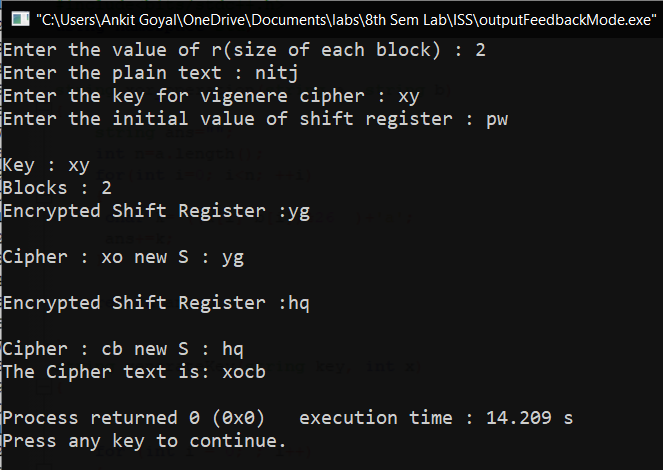 "C:\Users\Ankit Goyal\OneDrive\Documents\labs\8th Sem Lab\ISS\outputFeedbackMode.exe"
Enter the value of r(size of each block) : 2
Enter the plain text : nitj
Enter the key for vigenere cipher : xy
Enter the initial value of shift register : pw
Key : xy
Blocks : 2
Encrypted Shift Register :yg
Cipher : xo new S : yg
Encrypted Shift Register :hq
Cipher : cb new S : hq
The Cipher text is: xocb
Process returned 0 (0x0)   execution time : 14.209 s
Press any key to continue.